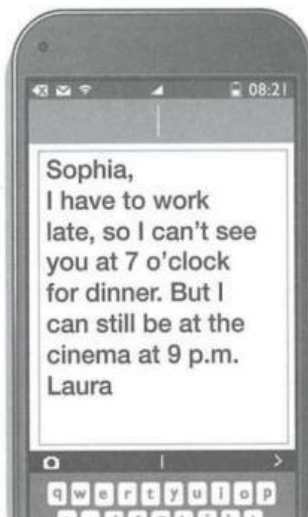 08:21
Sophia,
I have to work
late, so I can't see
you at 7 o'clock
for dinner. But I
can still be at the
cinema at 9 p.m.
Laura
q w e r t y u i o p